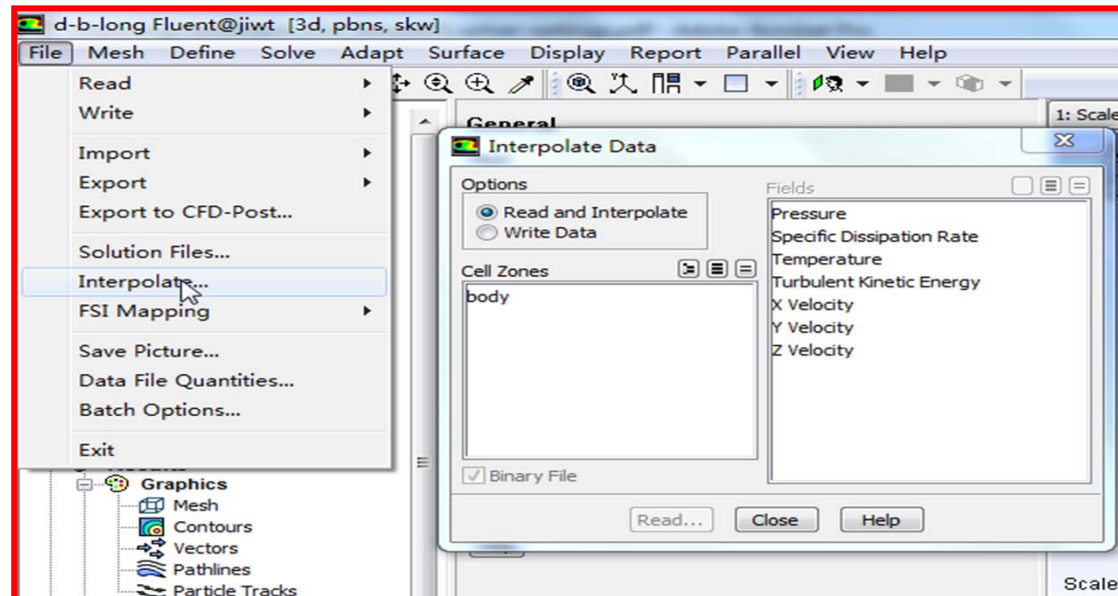 d-b-long Fluent@jiwt [3d, pbns, skw]
File Mesh Define Solve Adapt Surface Display Report Parallel View Help
Read
Write
Import
Export
Export to CFD-Post...
Solution Files...
Interpolate...
FSI Mapping
Save Picture...
Data File Quantities...
Batch Options...
Exit
Graphics
Mesh
Contours
Vectors
Pathlines
Particle Tracks
General
1: Scale
Interpolate Data
Options
Read and Interpolate
Write Data
Cell Zones
body
Binary File
Fields
Pressure
Specific Dissipation Rate
Temperature
Turbulent Kinetic Energy
X Velocity
Y Velocity
Z Velocity
Read... Close Help
Scale